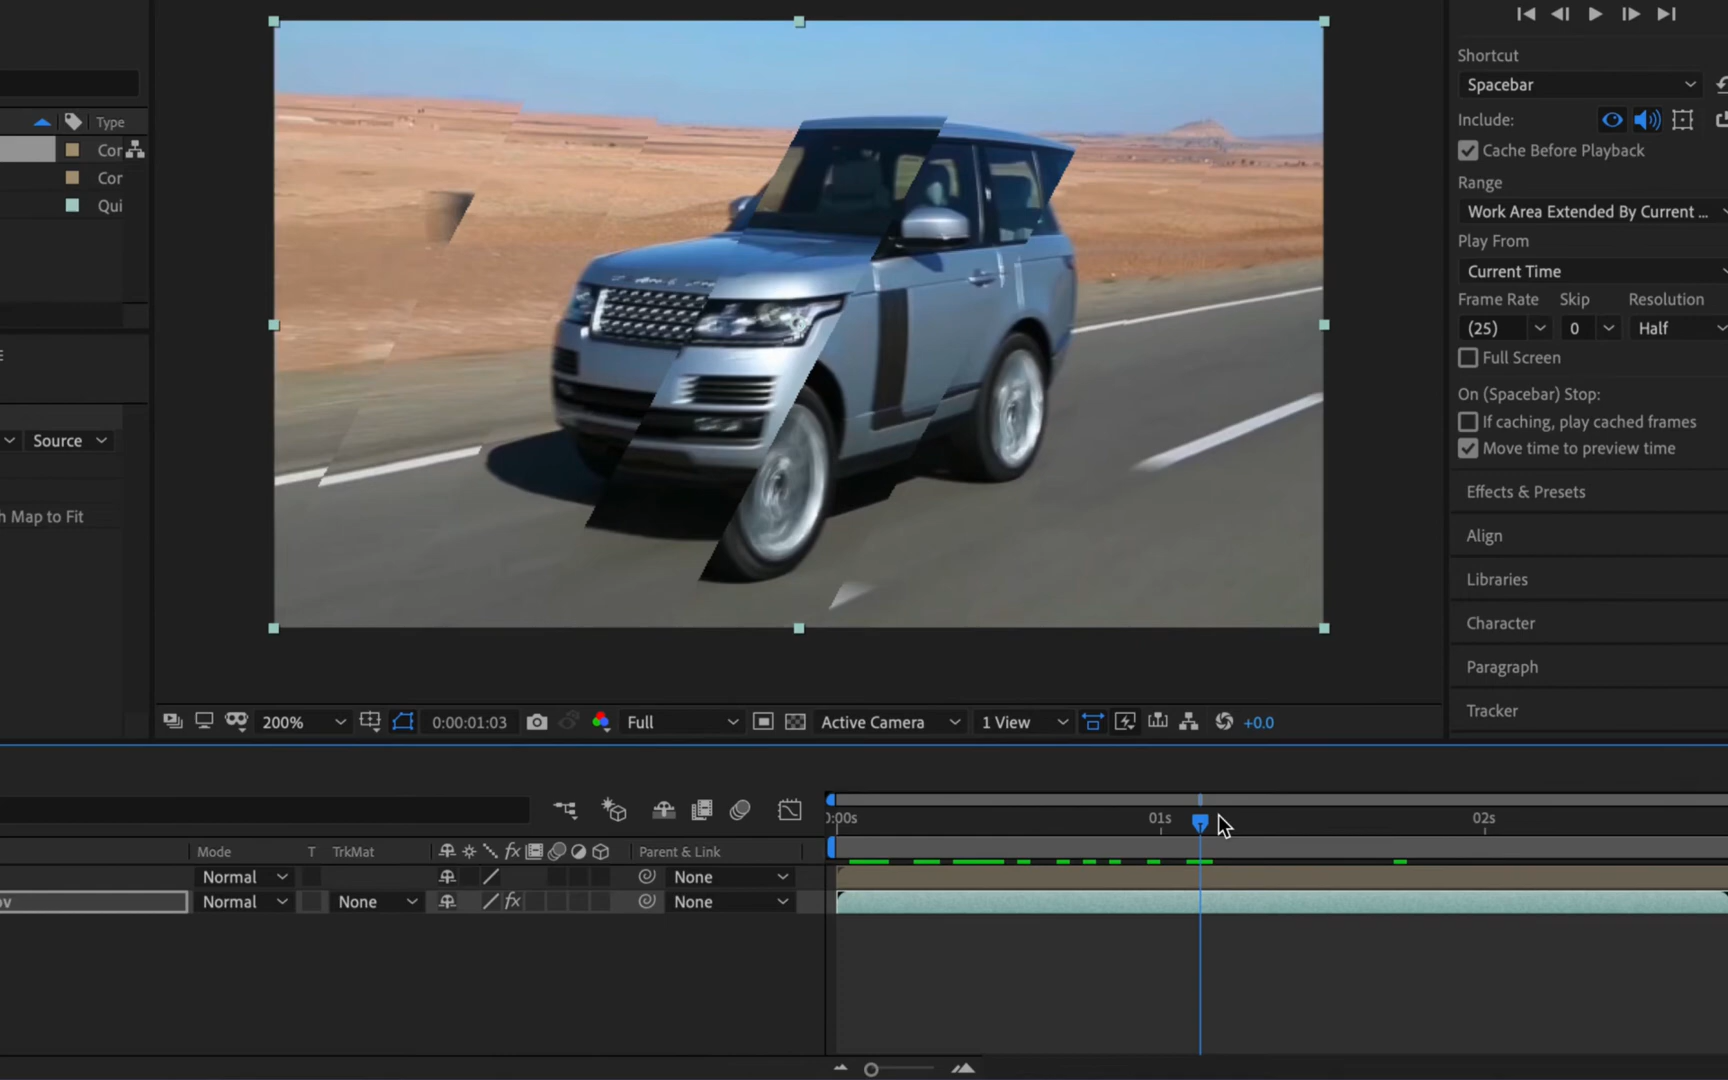 Type
Cor
Cor
Qui
Source
h Map to Fit
Shortcut
Spacebar
Include:
Cache Before Playback
Range
Work Area Extended By Current ...
Play From
Current Time
Frame Rate Skip Resolution
(25) 0 Half
Full Screen
On (Spacebar) Stop:
If caching, play cached frames
Move time to preview time
Effects & Presets
Align
Libraries
Character
Paragraph
Tracker
200% 0:00:01:03 Full Active Camera 1 View +0.0
0:00s 01s 02s
Mode T TrkMat fx Parent & Link
Normal None
ov Normal None fx None